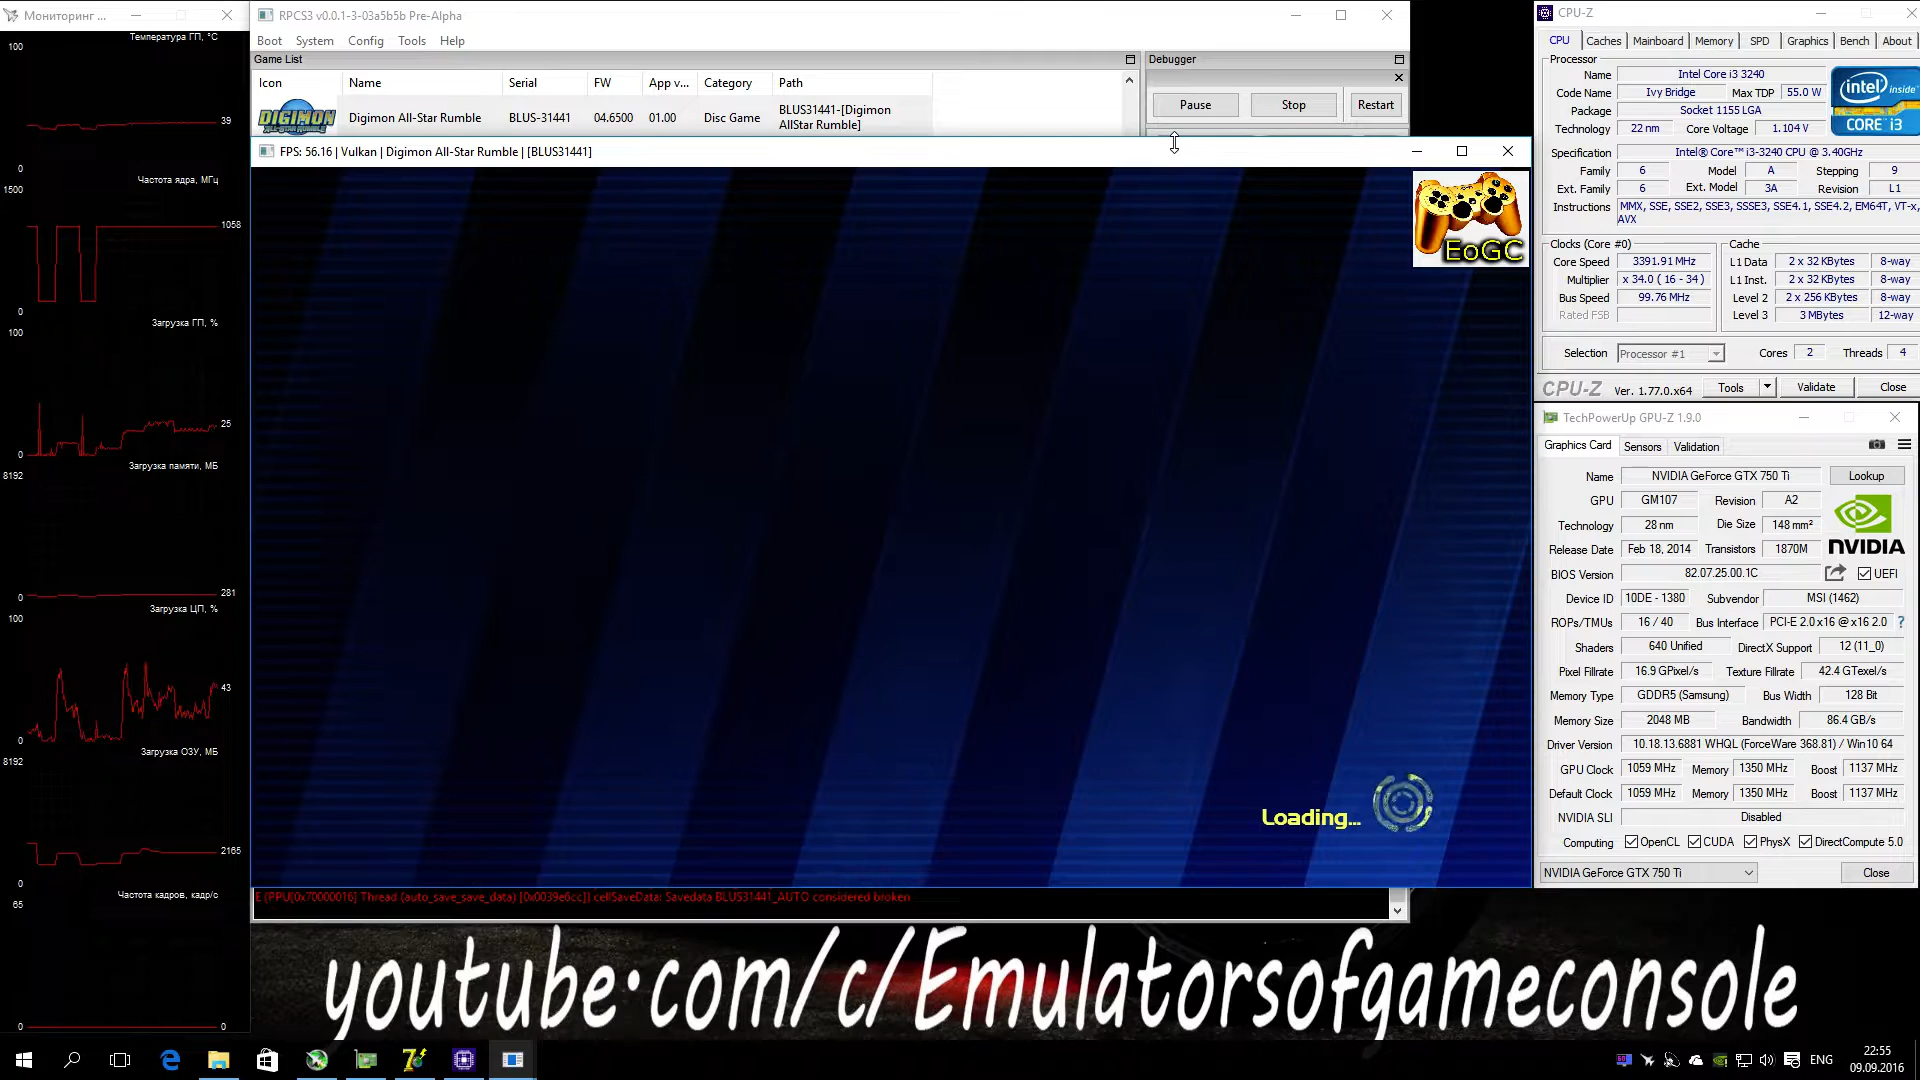 Мониторинг ...
Температура ГП, °C
100
39
0
Частота ядра, МГц
1500
1058
0
Загрузка ГП, %
100
25
0
Загрузка памяти, МБ
8192
281
0
Загрузка ЦП, %
100
43
0
Загрузка ОЗУ, МБ
8192
2165
0
Частота кадров, кадр/с
65
0
0
RPCS3 v0.0.1-3-03a5b5b Pre-Alpha
Boot System Config Tools Help
Game List
Icon Name Serial FW App v... Category Path
DIGIMON
ALL-STAR RUMBLE
Digimon All-Star Rumble BLUS-31441 04.6500 01.00 Disc Game BLUS31441-[Digimon AllStar Rumble]
Debugger
Pause Stop Restart
FPS: 56.16 | Vulkan | Digimon All-Star Rumble | [BLUS31441]
EoGC
Loading...
E {PPU[0x70000016] Thread (auto_save_save_data) [0x0039e6cc]} cellSaveData: Savedata BLUS31441_AUTO considered broken
youtube.com/c/Emulatorsofgameconsole
CPU-Z
CPU Caches Mainboard Memory SPD Graphics Bench About
Processor
Name Intel Core i3 3240
Code Name Ivy Bridge Max TDP 55.0 W
Package Socket 1155 LGA
Technology 22 nm Core Voltage 1.104 V
intel inside
CORE i3
Specification Intel® Core™ i3-3240 CPU @ 3.40GHz
Family 6 Model A Stepping 9
Ext. Family 6 Ext. Model 3A Revision L1
Instructions MMX, SSE, SSE2, SSE3, SSSE3, SSE4.1, SSE4.2, EM64T, VT-x,
AVX
Clocks (Core #0) Cache
Core Speed 3391.91 MHz L1 Data 2 x 32 KBytes 8-way
Multiplier x 34.0 ( 16 - 34 ) L1 Inst. 2 x 32 KBytes 8-way
Bus Speed 99.76 MHz Level 2 2 x 256 KBytes 8-way
Rated FSB Level 3 3 MBytes 12-way
Selection Processor #1 Cores 2 Threads 4
CPU-Z Ver. 1.77.0.x64 Tools Validate Close
TechPowerUp GPU-Z 1.9.0
Graphics Card Sensors Validation
Name NVIDIA GeForce GTX 750 Ti Lookup
GPU GM107 Revision A2
Technology 28 nm Die Size 148 mm²
NVIDIA
Release Date Feb 18, 2014 Transistors 1870M
BIOS Version 82.07.25.00.1C UEFI
Device ID 10DE - 1380 Subvendor MSI (1462)
ROPs/TMUs 16 / 40 Bus Interface PCI-E 2.0 x16 @ x16 2.0 ?
Shaders 640 Unified DirectX Support 12 (11_0)
Pixel Fillrate 16.9 GPixel/s Texture Fillrate 42.4 GTexel/s
Memory Type GDDR5 (Samsung) Bus Width 128 Bit
Memory Size 2048 MB Bandwidth 86.4 GB/s
Driver Version 10.18.13.6881 WHQL (ForceWare 368.81) / Win10 64
GPU Clock 1059 MHz Memory 1350 MHz Boost 1137 MHz
Default Clock 1059 MHz Memory 1350 MHz Boost 1137 MHz
NVIDIA SLI Disabled
Computing OpenCL CUDA PhysX DirectCompute 5.0
NVIDIA GeForce GTX 750 Ti Close
ENG
22:55
09.09.2016